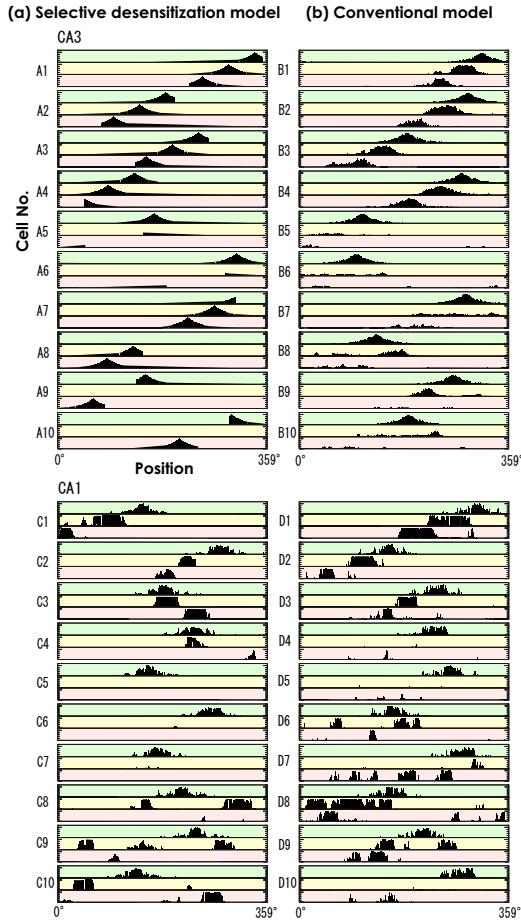 (a) Selective desensitization model
(b) Conventional model
CA3
Cell No.
A1
A2
A3
A4
A5
A6
A7
A8
A9
A10
B1
B2
B3
B4
B5
B6
B7
B8
B9
B10
0° 359° 0° 359°
Position
CA1
C1
C2
C3
C4
C5
C6
C7
C8
C9
C10
D1
D2
D3
D4
D5
D6
D7
D8
D9
D10
0° 359° 0° 359°